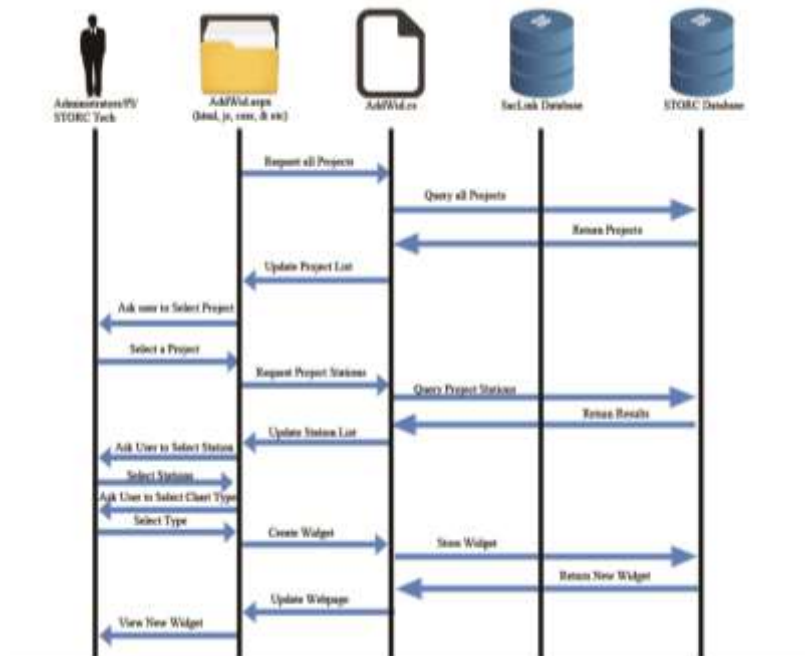 Administrators/PI/
STORC Tech
AddWid.aspx
(html, js, css, & etc)
AddWid.cs
SacLink Database
STORC Database
Request all Projects
Query all Projects
Return Projects
Update Project List
Ask user to Select Project
Select a Project
Request Project Stations
Query Project Stations
Return Results
Update Station List
Ask User to Select Station
Select Stations
Ask User to Select Chart Type
Select Type
Create Widget
Store Widget
Return New Widget
Update Webpage
View New Widget